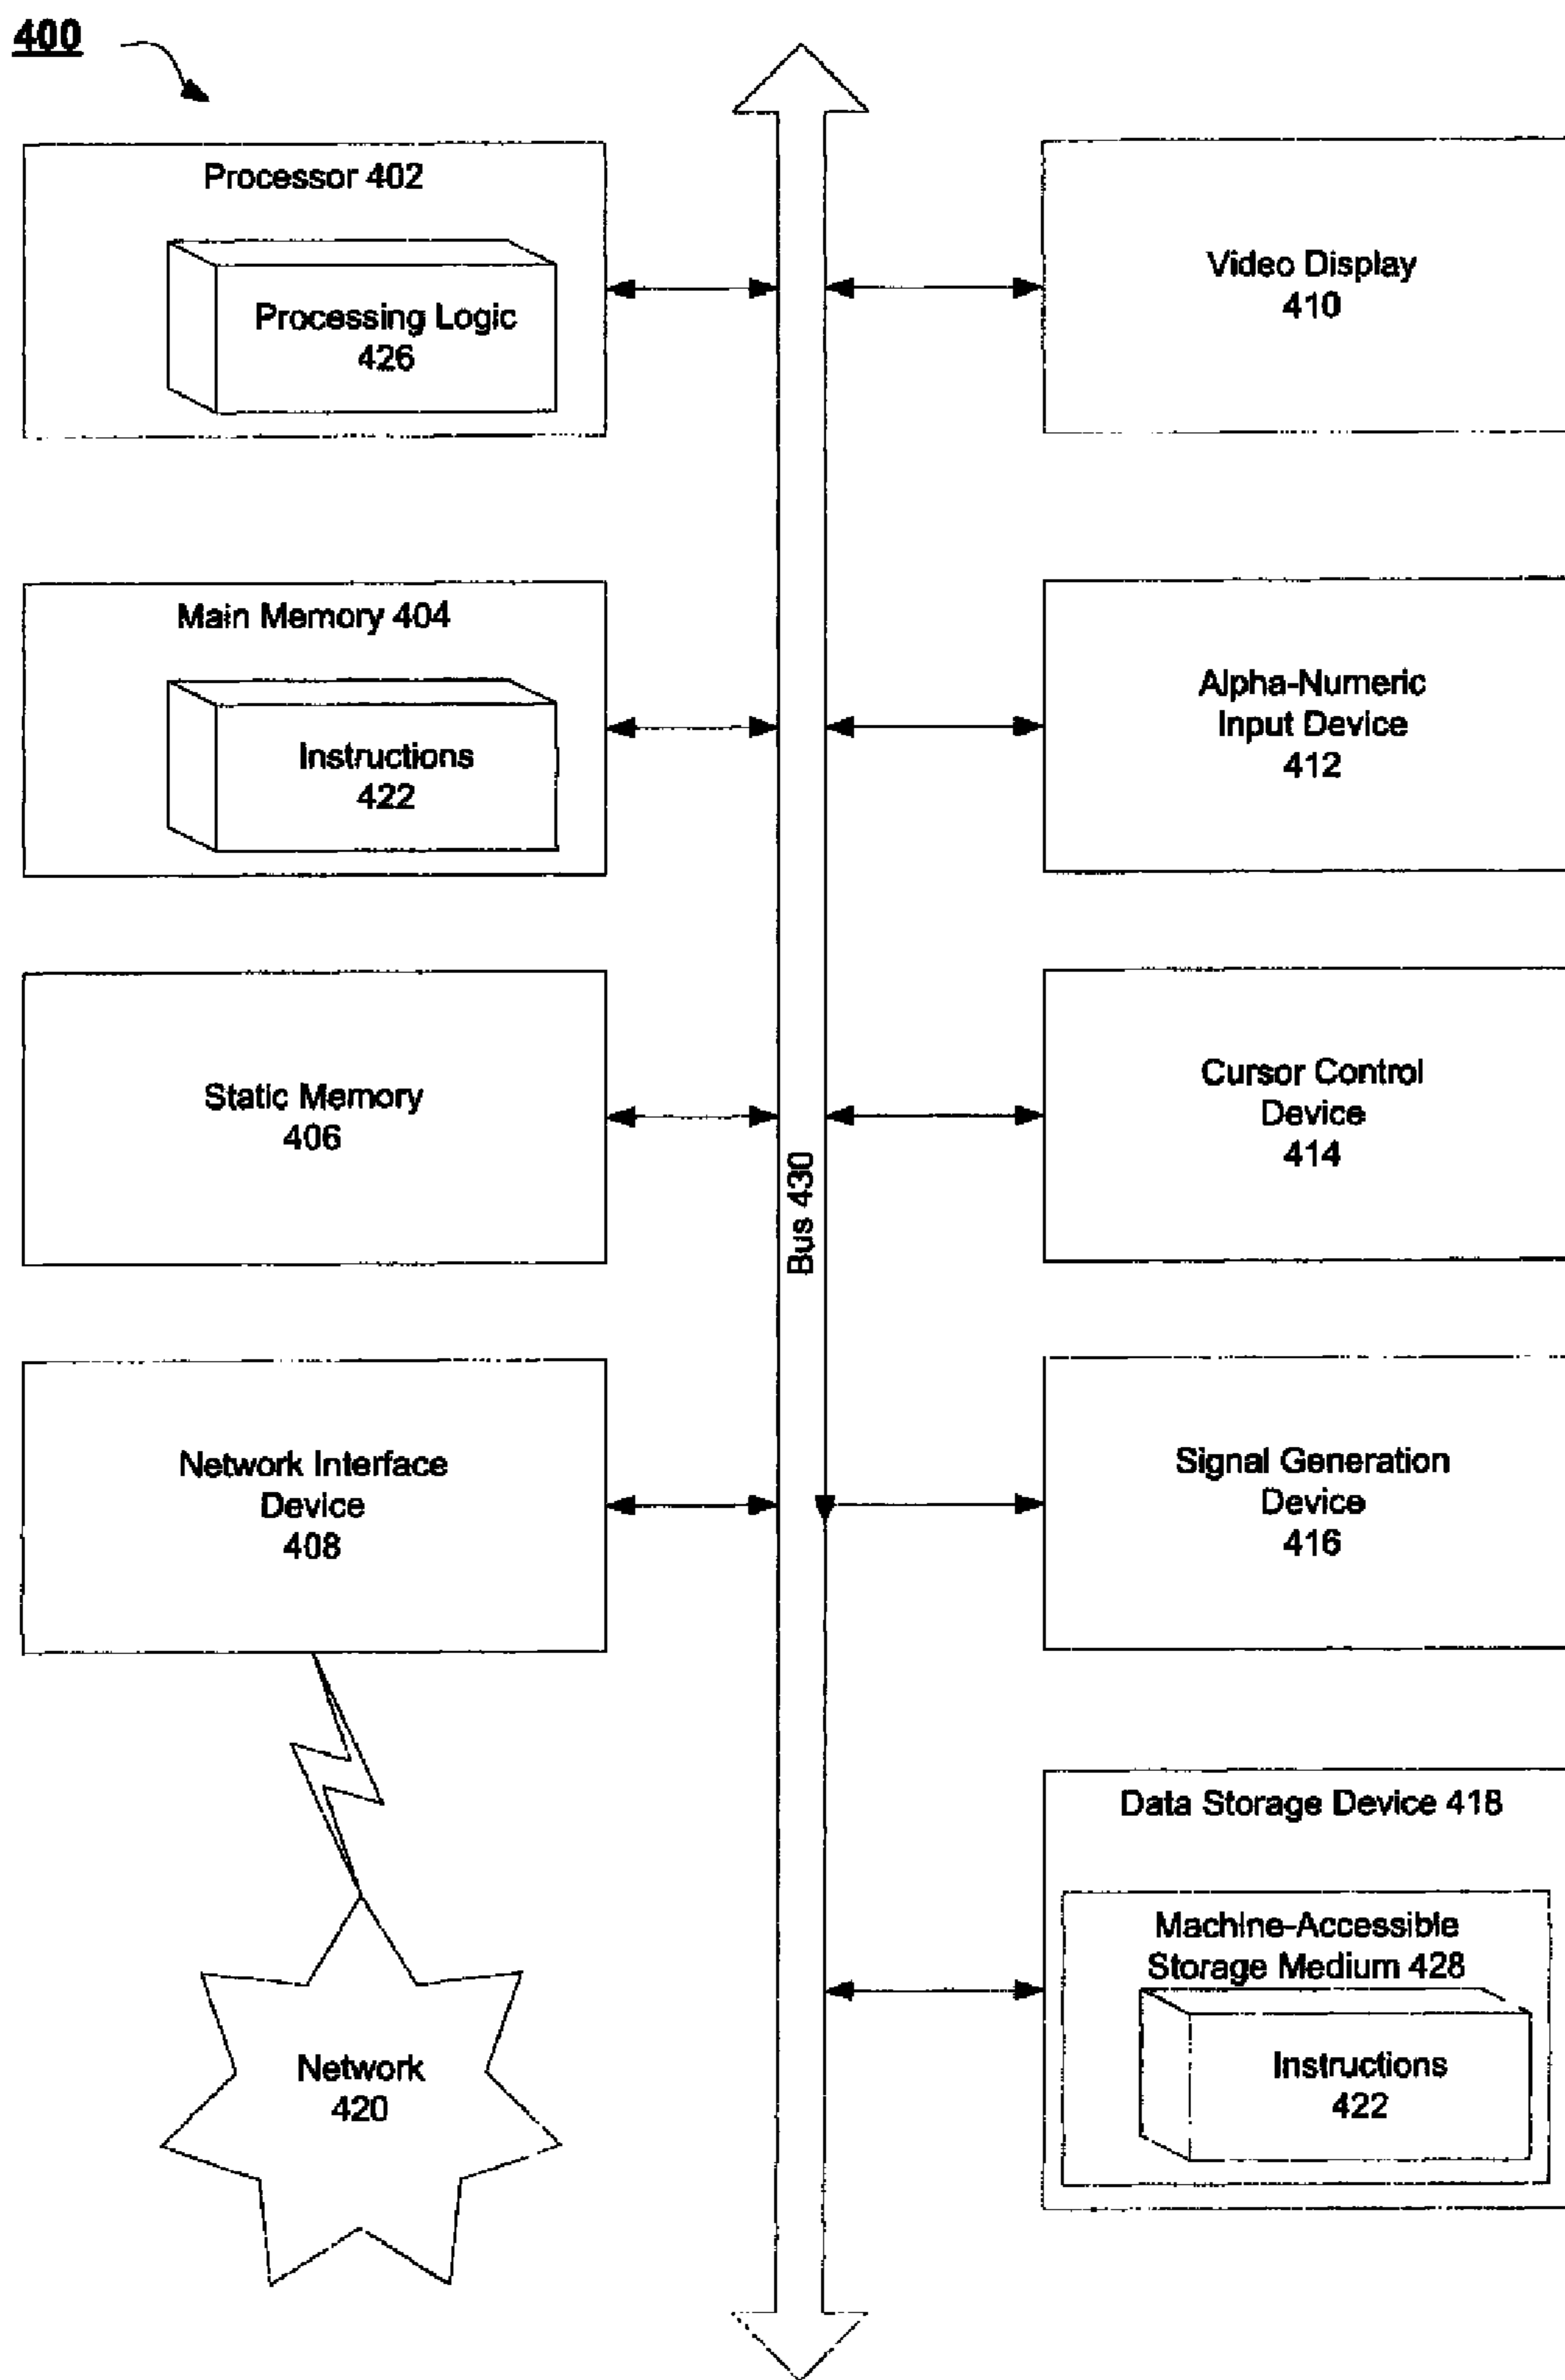 400
Processor 402
Processing Logic
426
Main Memory 404
Instructions
422
Static Memory
406
Network Interface
Device
408
Network
420
Bus 430
Video Display
410
Alpha-Numeric
Input Device
412
Cursor Control
Device
414
Signal Generation
Device
416
Data Storage Device 418
Machine-Accessible
Storage Medium 428
Instructions
422